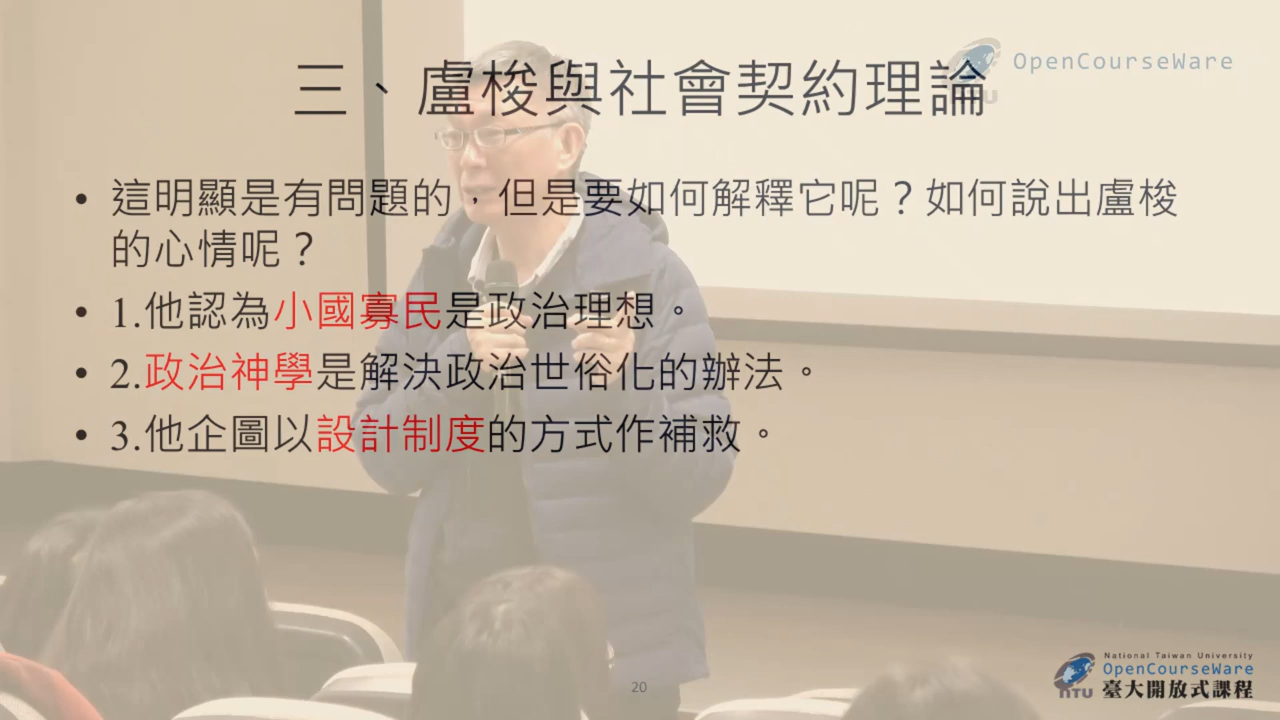 三、盧梭與社會契約理論
OpenCourseWare
NTU
• 這明顯是有問題的，但是要如何解釋它呢？如何說出盧梭
的心情呢？
• 1.他認為小國寡民是政治理想。
• 2.政治神學是解決政治世俗化的辦法。
• 3.他企圖以設計制度的方式作補救。
20
National Taiwan University
OpenCourseWare
NTU 臺大開放式課程